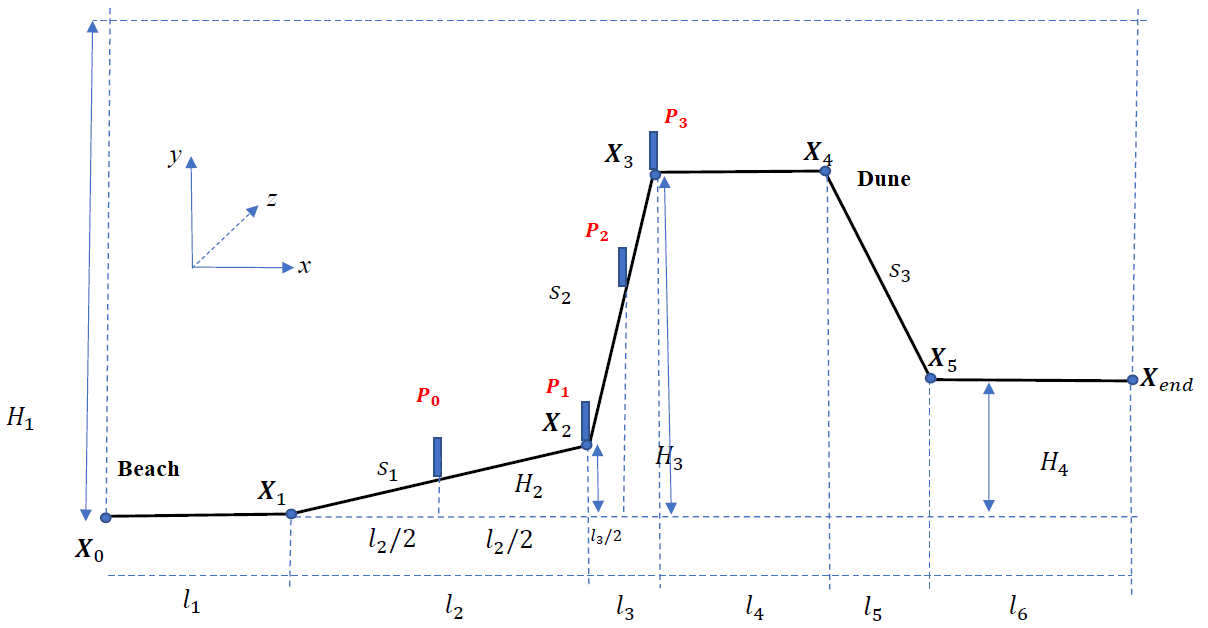 P₃
X₃
X₄
y
Dune
z
P₂
x
s₃
s₂
X₅
P₁
X_end
P₀
H₁
X₂
H₃
Beach
s₁
H₄
X₁
H₂
X₀
l₂/2
l₂/2
l₃/2
l₁
l₂
l₃
l₄
l₅
l₆